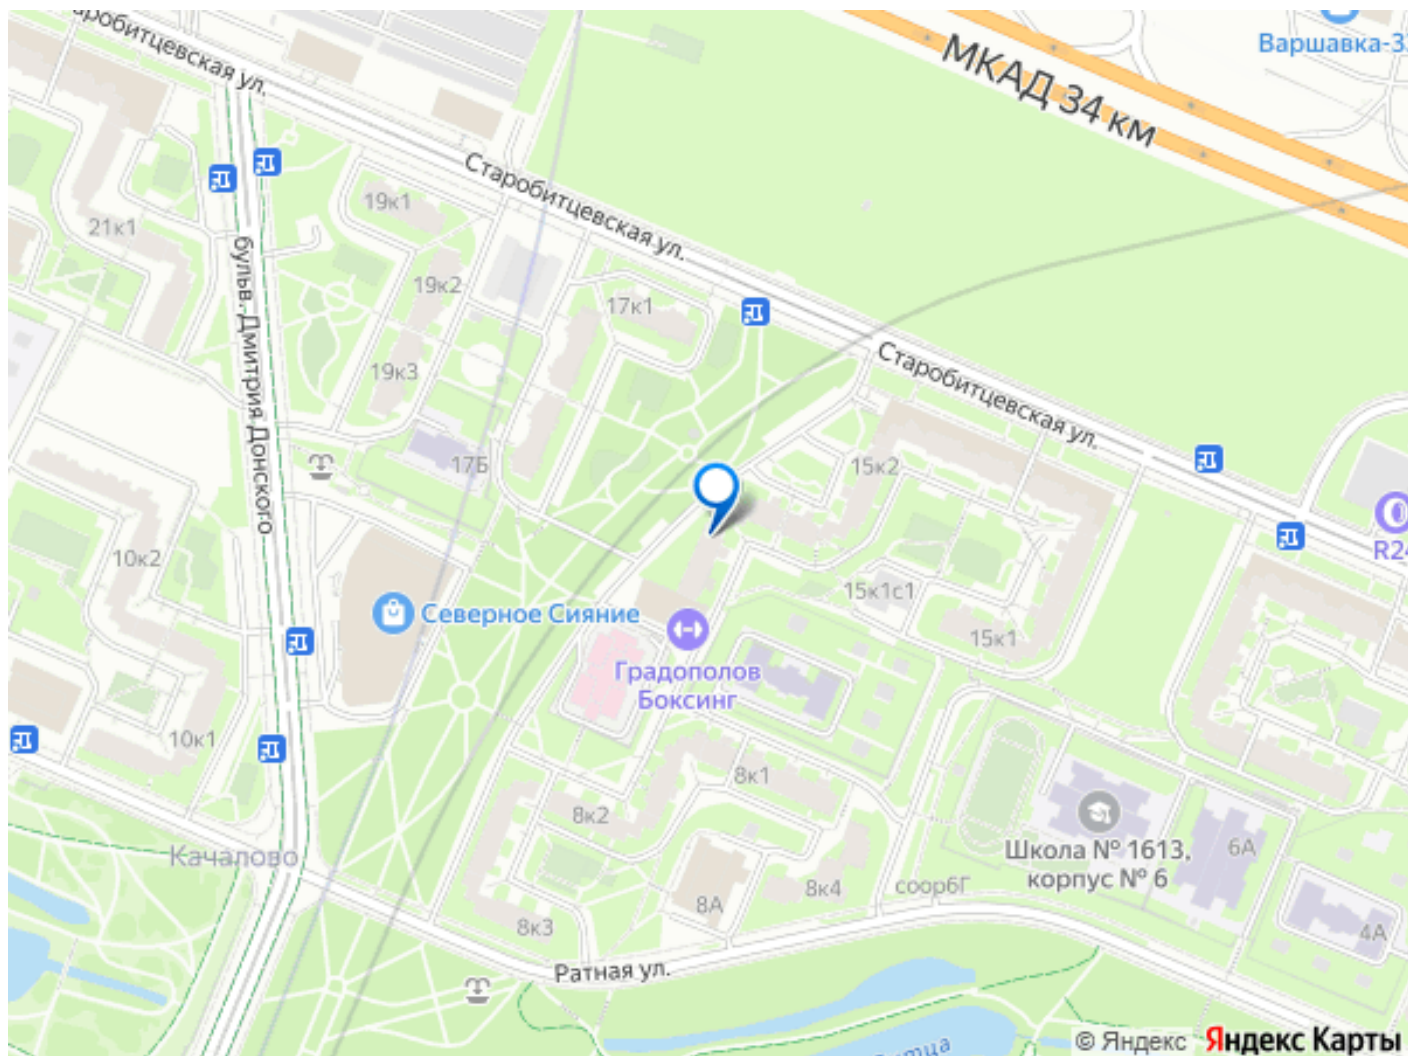 Старобитцевская ул.
МКАД 34 км
Варшавка-3
Старобитцевская ул.
19к1
21к1
бульв. Дмитрия Донского
19к2
17к1
19к3
Старобитцевская ул.
17Б
15к2
10к2
R24
15к1с1
Северное Сияние
15к1
Градополов
Боксинг
10к1
8к1
8к2
Качалово
Школа № 1613,
корпус № 6
6А
8к4
соорбГ
8А
8к3
4А
Ратная ул.
© Яндекс Яндекс Карты